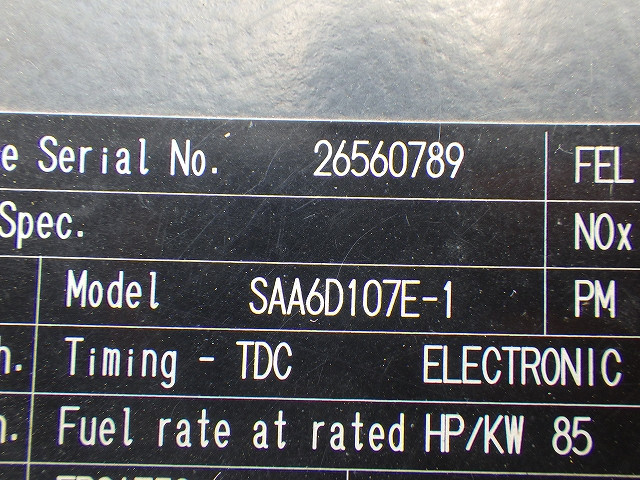 e Serial No. 26560789 FEL
Spec. NOx
Model SAA6D107E-1 PM
h. Timing - TDC ELECTRONIC
n. Fuel rate at rated HP/KW 85